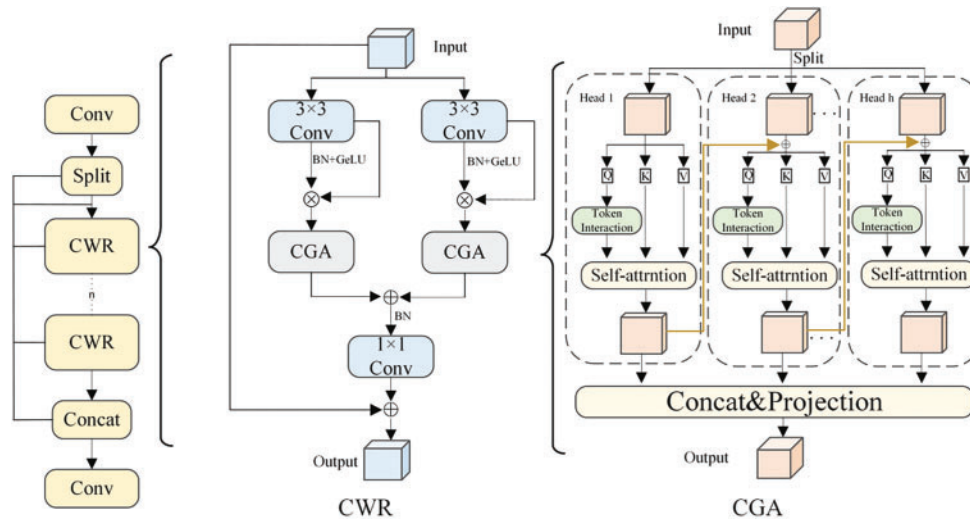 Conv
Split
CWR
n
CWR
Concat
Conv
Input
3×3
Conv
3×3
Conv
BN+GeLU
BN+GeLU
CGA
CGA
BN
1×1
Conv
Output
CWR
Input
Split
Head 1
Head 2
Head h
Q
K
V
Q
K
V
Q
K
V
Token
Interaction
Token
Interaction
Token
Interaction
Self-attrntion
Self-attrntion
Self-attrntion
Concat&Projection
Output
CGA